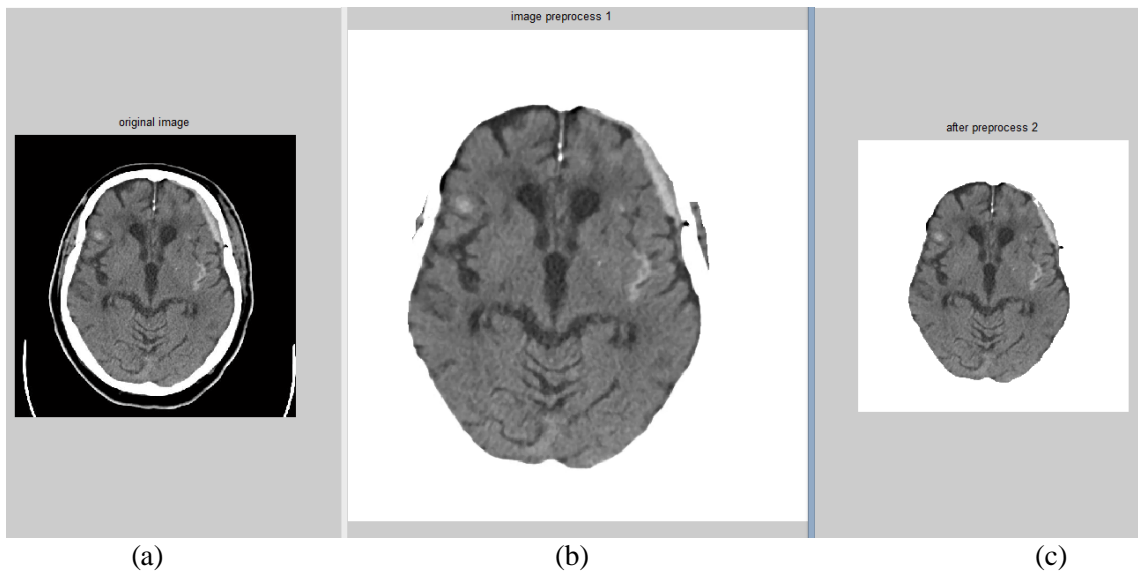 image preprocess 1
original image
after preprocess 2
(a)
(b)
(c)